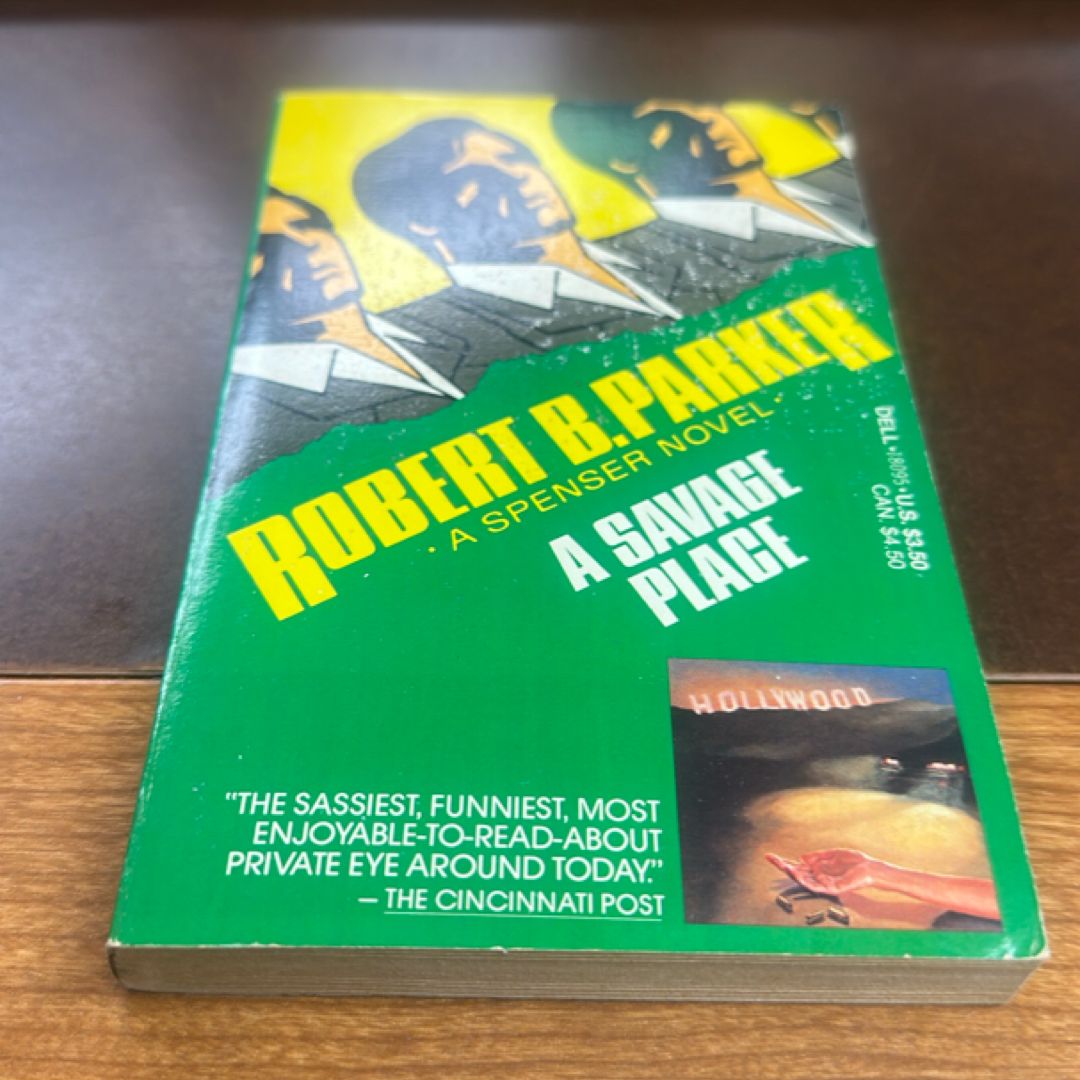 ROBERT B. PARKER
• A SPENSER NOVEL •
A SAVAGE
PLACE
DELL • 18095 • U.S. $3.50
CAN. $4.50
HOLLYWOOD
"THE SASSIEST, FUNNIEST, MOST
ENJOYABLE-TO-READ-ABOUT
PRIVATE EYE AROUND TODAY."
— THE CINCINNATI POST